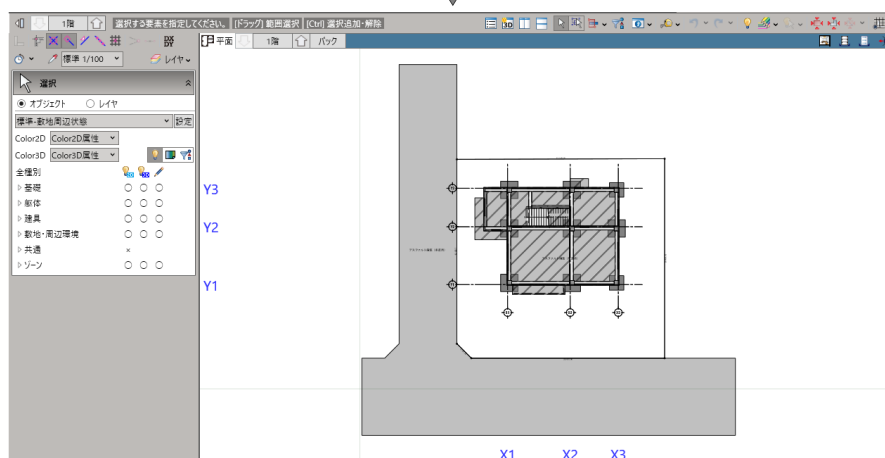 1階 選択する要素を指定してください。 [ドラッグ] 範囲選択 [Ctrl] 選択追加・解除
平面 1階 バック
標準 1/100 レイヤ
選択
オブジェクト レイヤ
標準-敷地周辺状態 設定
Color2D Color2D属性
Color3D Color3D属性
全種別
基礎
Y3
躯体
建具
Y2
敷地・周辺環境
共通
ゾーン
Y1
X1 X2 X3